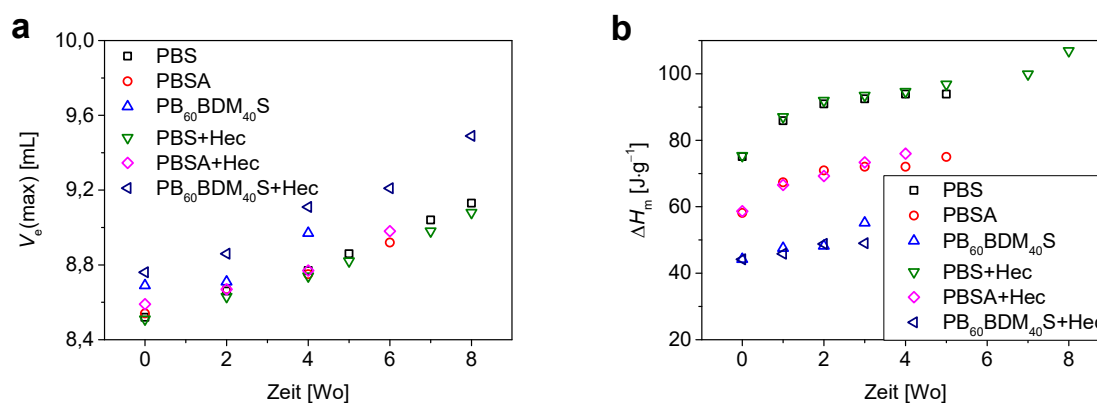 a
10,0
9,6
9,2
8,8
8,4
V_e(max) [mL]
0 2 4 6 8
Zeit [Wo]
PBS
PBSA
PB₆₀BDM₄₀S
PBS+Hec
PBSA+Hec
PB₆₀BDM₄₀S+Hec
b
100
80
60
40
20
ΔH_m [J·g⁻¹]
0 2 4 6 8
Zeit [Wo]
PBS
PBSA
PB₆₀BDM₄₀S
PBS+Hec
PBSA+Hec
PB₆₀BDM₄₀S+Hec